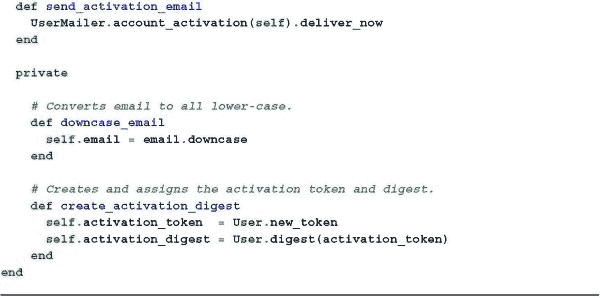 def send_activation_email
    UserMailer.account_activation(self).deliver_now
  end

  private

    # Converts email to all lower-case.
    def downcase_email
      self.email = email.downcase
    end

    # Creates and assigns the activation token and digest.
    def create_activation_digest
      self.activation_token  = User.new_token
      self.activation_digest = User.digest(activation_token)
    end
end